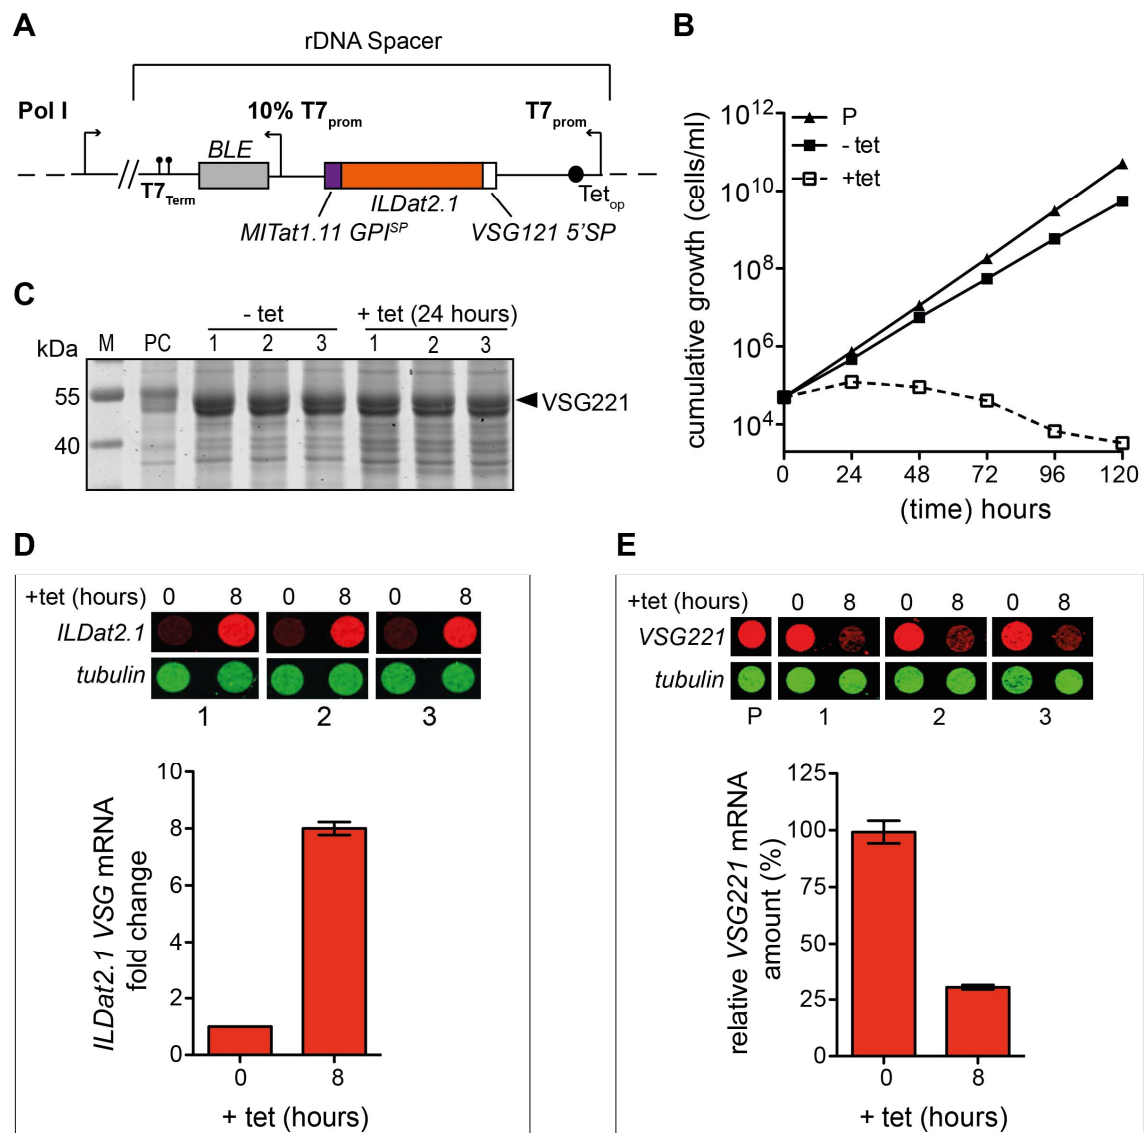 A
rDNA Spacer
Pol I
10% T7prom
T7prom
BLE
T7Term
ILDat2.1
Tetop
MITat1.11 GPISP
VSG121 5'SP
B
cumulative growth (cells/ml)
10^12
10^10
10^8
10^6
10^4
P
- tet
+tet
0 24 48 72 96 120
(time) hours
C
- tet
+ tet (24 hours)
kDa M PC 1 2 3 1 2 3
55
40
VSG221
D
+tet (hours) 0 8 0 8 0 8
ILDat2.1
tubulin
1 2 3
ILDat2.1 VSG mRNA
fold change
10
8
6
4
2
0
0 8
+ tet (hours)
E
+tet (hours) 0 8 0 8 0 8
VSG221
tubulin
P 1 2 3
relative VSG221 mRNA
amount (%)
125
100
75
50
25
0
0 8
+ tet (hours)